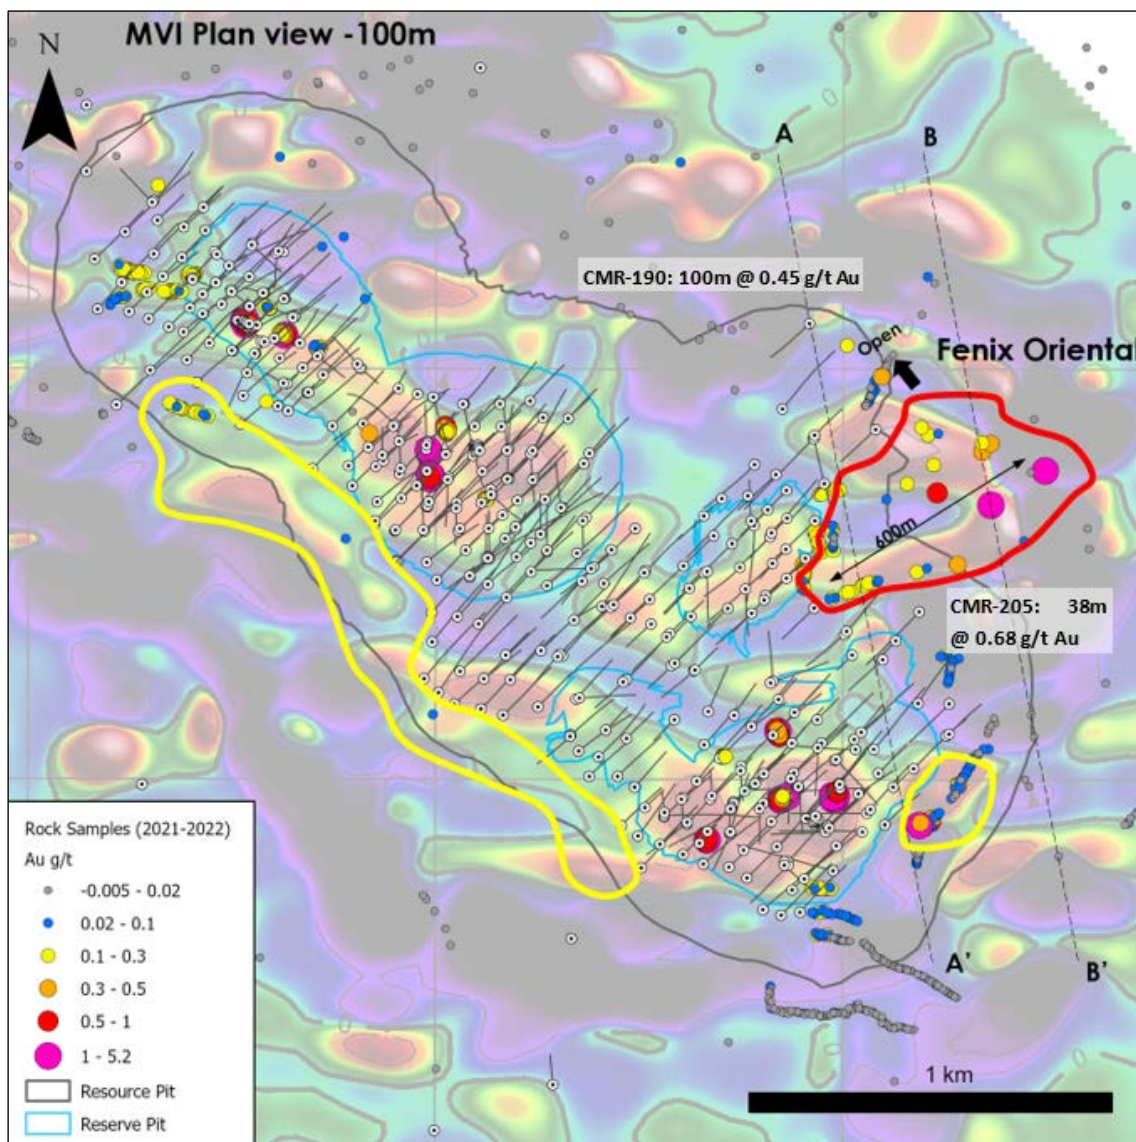 MVI Plan view -100m
N
A
B
CMR-190: 100m @ 0.45 g/t Au
Open
Fenix Oriental
600m
CMR-205: 38m
@ 0.68 g/t Au
A'
B'
1 km
Rock Samples (2021-2022)
Au g/t
-0.005 - 0.02
0.02 - 0.1
0.1 - 0.3
0.3 - 0.5
0.5 - 1
1 - 5.2
Resource Pit
Reserve Pit